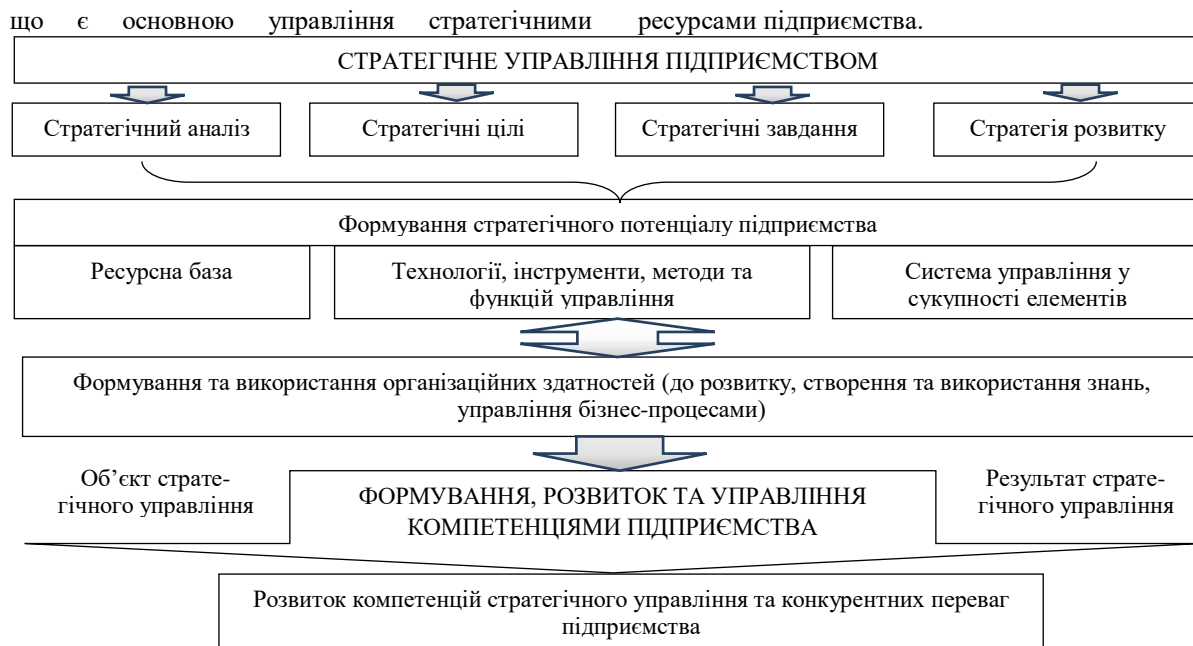 що є основною управління стратегічними ресурсами підприємства.
СТРАТЕГІЧНЕ УПРАВЛІННЯ ПІДПРИЄМСТВОМ
Стратегічний аналіз
Стратегічні цілі
Стратегічні завдання
Стратегія розвитку
Формування стратегічного потенціалу підприємства
Ресурсна база
Технології, інструменти, методи та
функцій управління
Система управління у
сукупності елементів
Формування та використання організаційних здатностей (до розвитку, створення та використання знань,
управління бізнес-процесами)
Об’єкт страте-
гічного управління
ФОРМУВАННЯ, РОЗВИТОК ТА УПРАВЛІННЯ
КОМПЕТЕНЦІЯМИ ПІДПРИЄМСТВА
Результат страте-
гічного управління
Розвиток компетенцій стратегічного управління та конкурентних переваг
підприємства